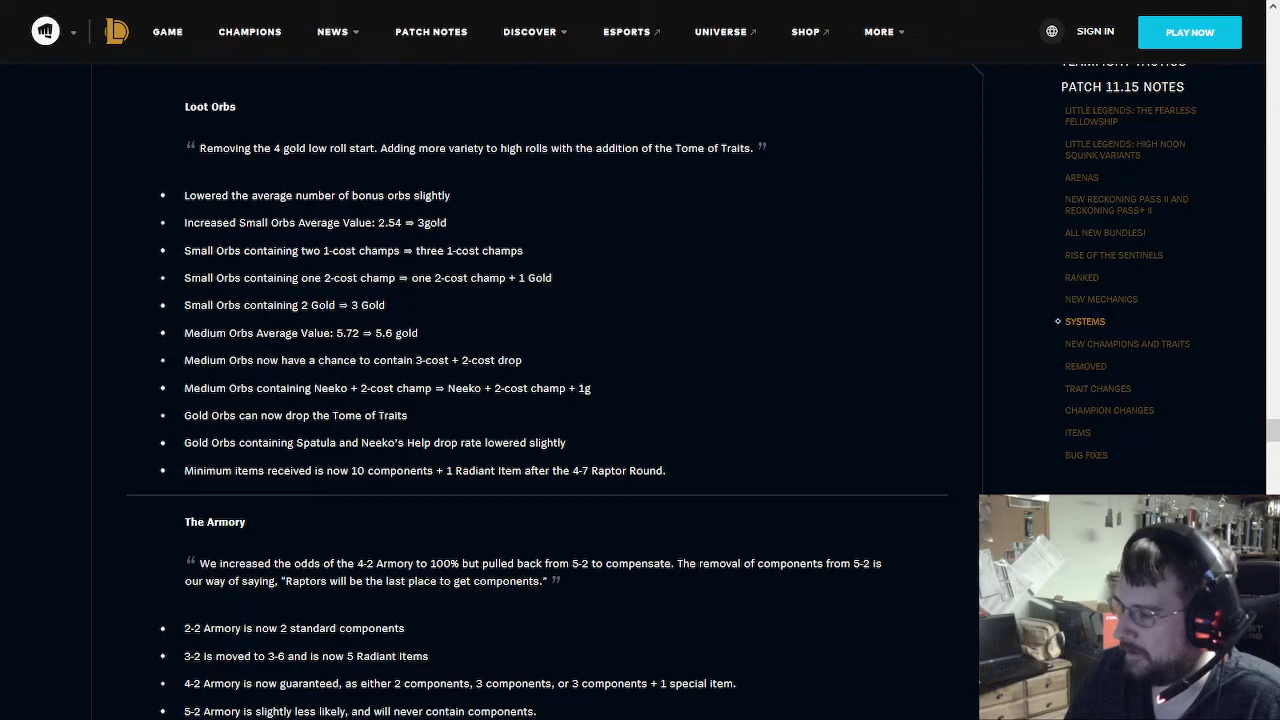 GAME
CHAMPIONS
NEWS
PATCH NOTES
DISCOVER
ESPORTS
UNIVERSE
SHOP
MORE
SIGN IN
PLAY NOW
Loot Orbs
“ Removing the 4 gold low roll start. Adding more variety to high rolls with the addition of the Tome of Traits. ”
• Lowered the average number of bonus orbs slightly
• Increased Small Orbs Average Value: 2.54 ⇒ 3gold
• Small Orbs containing two 1-cost champs ⇒ three 1-cost champs
• Small Orbs containing one 2-cost champ ⇒ one 2-cost champ + 1 Gold
• Small Orbs containing 2 Gold ⇒ 3 Gold
• Medium Orbs Average Value: 5.72 ⇒ 5.6 gold
• Medium Orbs now have a chance to contain 3-cost + 2-cost drop
• Medium Orbs containing Neeko + 2-cost champ ⇒ Neeko + 2-cost champ + 1g
• Gold Orbs can now drop the Tome of Traits
• Gold Orbs containing Spatula and Neeko's Help drop rate lowered slightly
• Minimum items received is now 10 components + 1 Radiant Item after the 4-7 Raptor Round.
The Armory
“ We increased the odds of the 4-2 Armory to 100% but pulled back from 5-2 to compensate. The removal of components from 5-2 is
our way of saying, “Raptors will be the last place to get components.” ”
• 2-2 Armory is now 2 standard components
• 3-2 is moved to 3-6 and is now 5 Radiant Items
• 4-2 Armory is now guaranteed, as either 2 components, 3 components, or 3 components + 1 special item.
• 5-2 Armory is slightly less likely, and will never contain components.
TEAMFIGHT TACTICS
PATCH 11.15 NOTES
LITTLE LEGENDS: THE FEARLESS
FELLOWSHIP
LITTLE LEGENDS: HIGH NOON
SQUINK VARIANTS
ARENAS
NEW RECKONING PASS II AND
RECKONING PASS+ II
ALL NEW BUNDLES!
RISE OF THE SENTINELS
RANKED
NEW MECHANICS
SYSTEMS
NEW CHAMPIONS AND TRAITS
REMOVED
TRAIT CHANGES
CHAMPION CHANGES
ITEMS
BUG FIXES